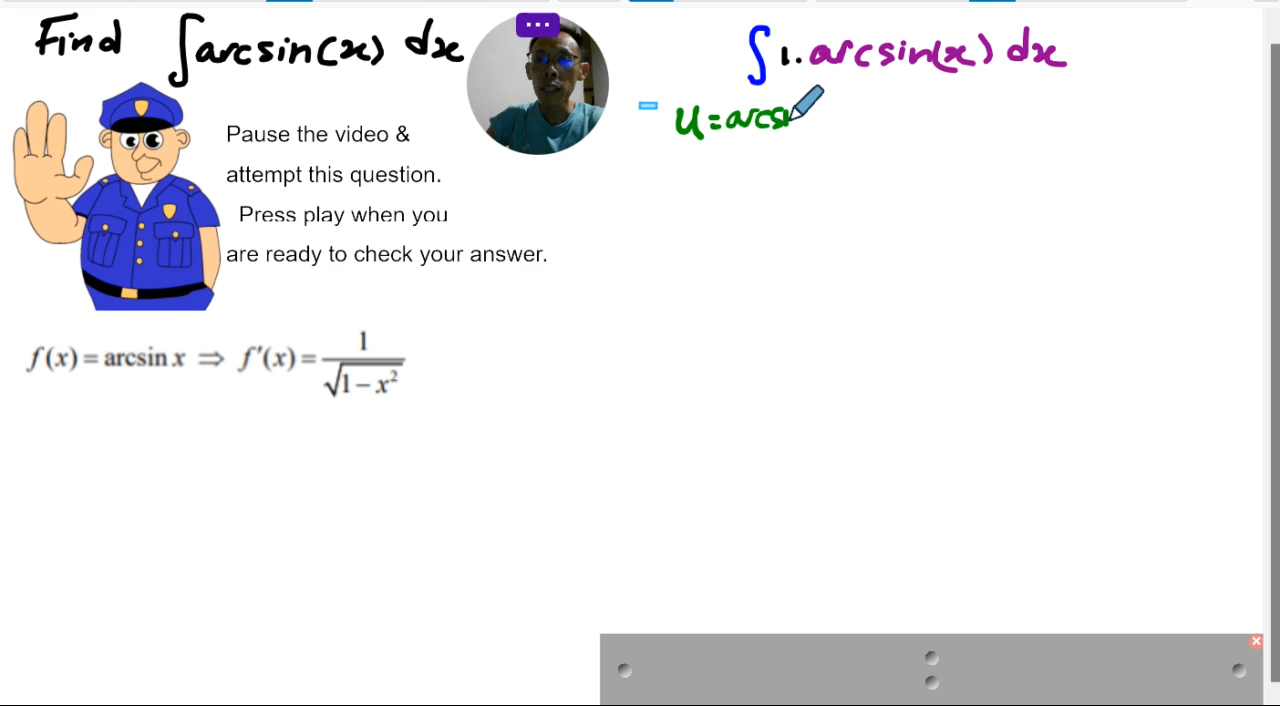 Find ∫arcsin(x) dx
Pause the video &
attempt this question.
Press play when you
are ready to check your answer.
f(x) = arcsin x ⇒ f'(x) = 1/√(1 − x²)
∫ 1. arcsin(x) dx
u = arcsi